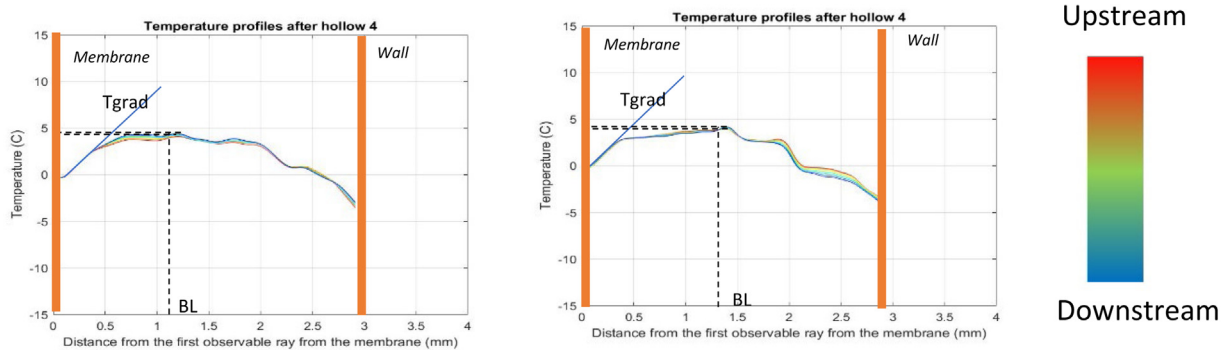 Temperature profiles after hollow 4
15
10
5
0
-5
-10
-15
Temperature (C)
Membrane
Wall
Tgrad
BL
0
0.5
1
1.5
2
2.5
3
3.5
4
Distance from the first observable ray from the membrane (mm)
Temperature profiles after hollow 4
15
10
5
0
-5
-10
-15
Temperature (C)
Membrane
Wall
Tgrad
BL
0
0.5
1
1.5
2
2.5
3
3.5
4
Distance from the first observable ray from the membrane (mm)
Upstream
Downstream